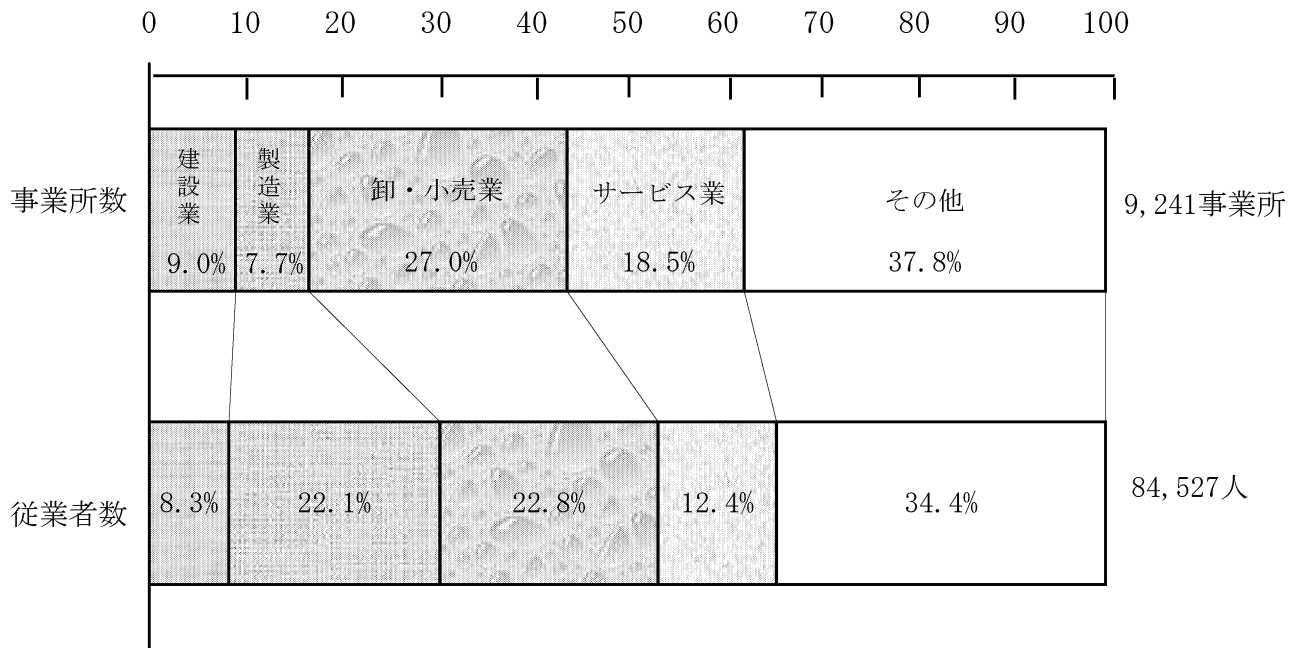 0 10 20 30 40 50 60 70 80 90 100
事業所数
建設業
9.0%
製造業
7.7%
卸・小売業
27.0%
サービス業
18.5%
その他
37.8%
9,241事業所
従業者数
8.3%
22.1%
22.8%
12.4%
34.4%
84,527人